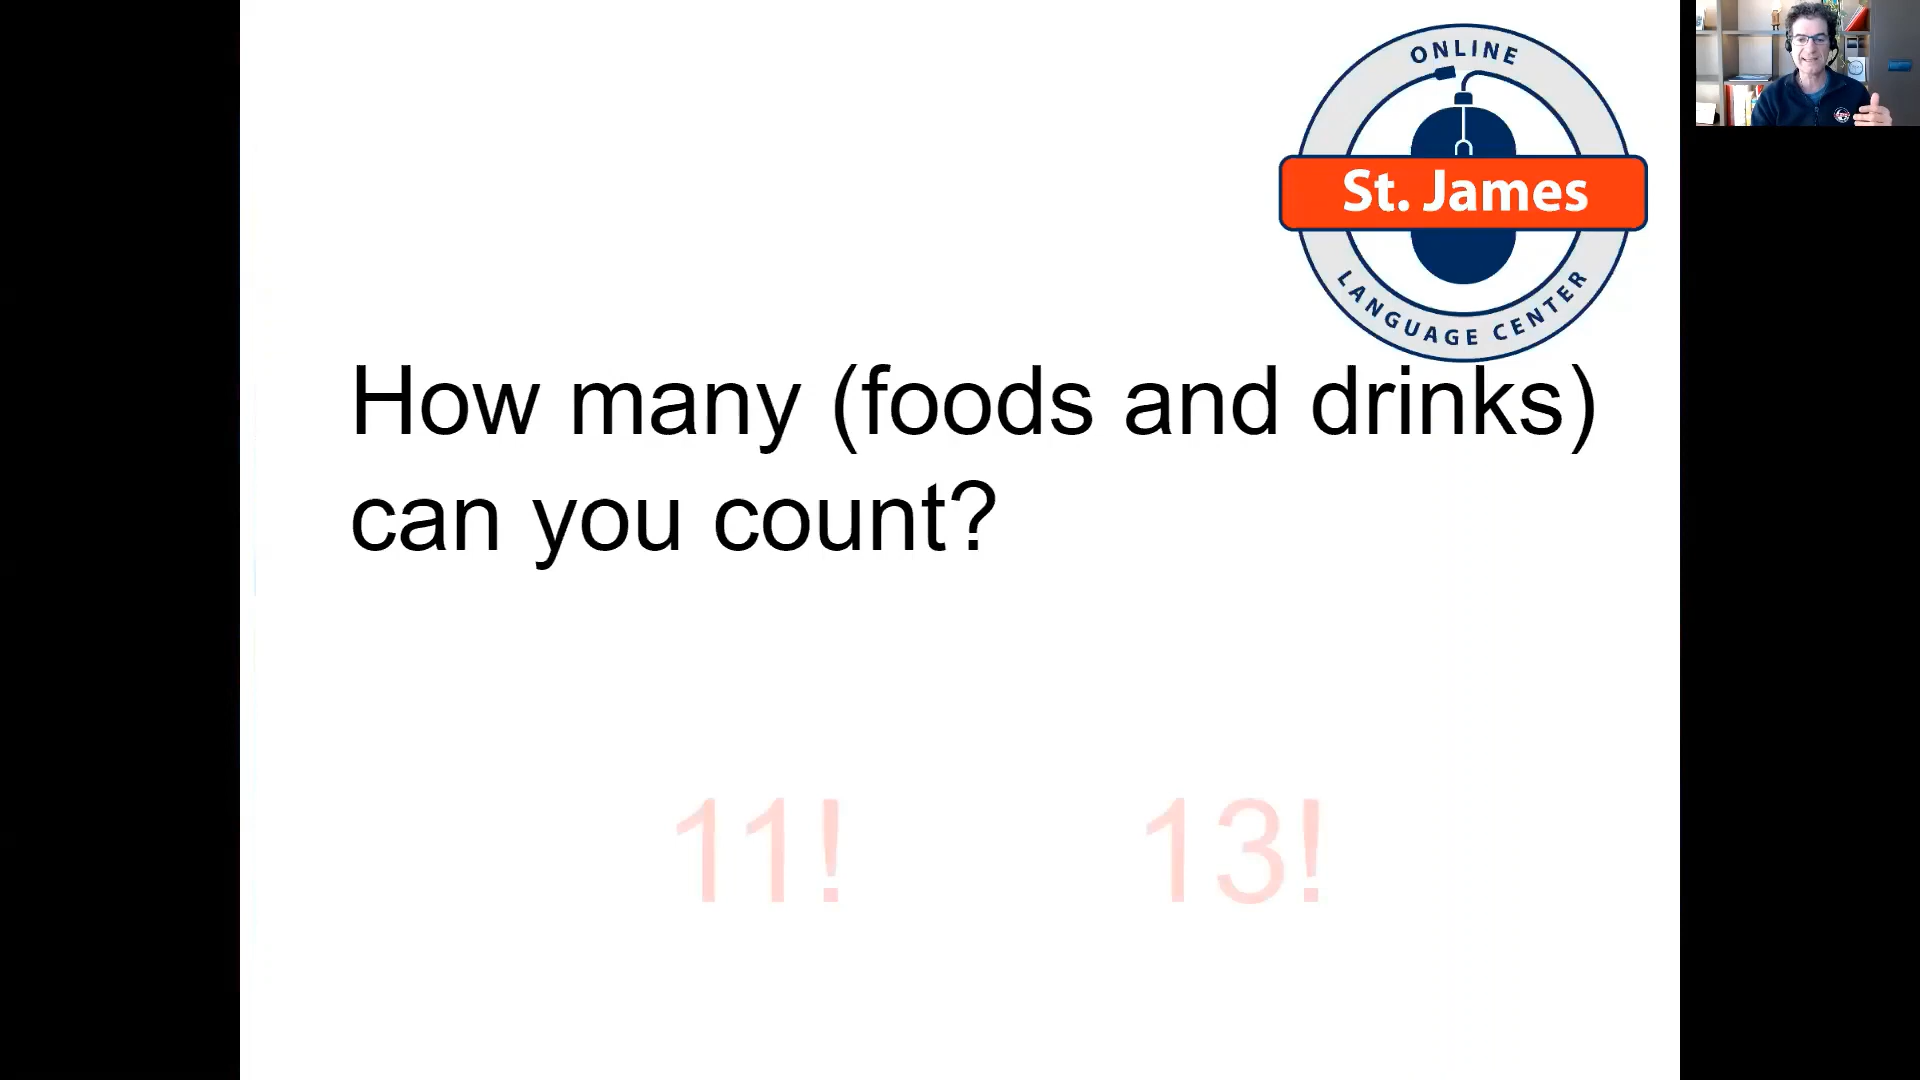 ONLINE
St. James
LANGUAGE CENTER
How many (foods and drinks)
can you count?
11! 13!